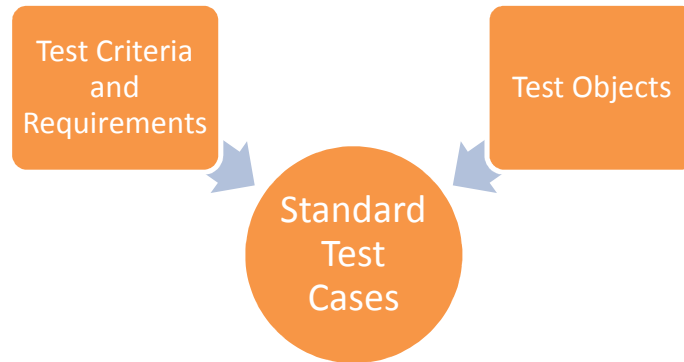 Test Criteria
and
Requirements
Test Objects
Standard
Test
Cases